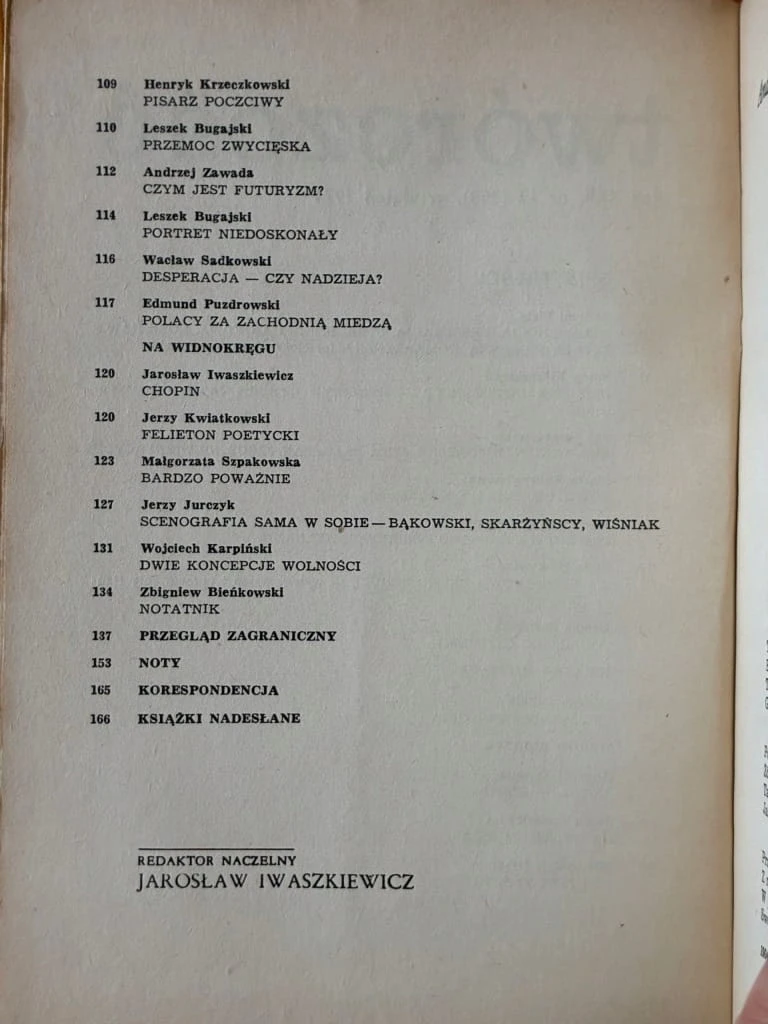 109 Henryk Krzeczkowski
PISARZ POCZCIWY
110 Leszek Bugajski
PRZEMOC ZWYCIĘSKA
112 Andrzej Zawada
CZYM JEST FUTURYZM?
114 Leszek Bugajski
PORTRET NIEDOSKONAŁY
116 Wacław Sadkowski
DESPERACJA — CZY NADZIEJA?
117 Edmund Puzdrowski
POLACY ZA ZACHODNIĄ MIEDZĄ
NA WIDNOKRĘGU
120 Jarosław Iwaszkiewicz
CHOPIN
120 Jerzy Kwiatkowski
FELIETON POETYCKI
123 Małgorzata Szpakowska
BARDZO POWAŻNIE
127 Jerzy Jurczyk
SCENOGRAFIA SAMA W SOBIE — BĄKOWSKI, SKARŻYŃSCY, WIŚNIAK
131 Wojciech Karpiński
DWIE KONCEPCJE WOLNOŚCI
134 Zbigniew Bieńkowski
NOTATNIK
137 PRZEGLĄD ZAGRANICZNY
153 NOTY
165 KORESPONDENCJA
166 KSIĄŻKI NADESŁANE
REDAKTOR NACZELNY
JAROSŁAW IWASZKIEWICZ